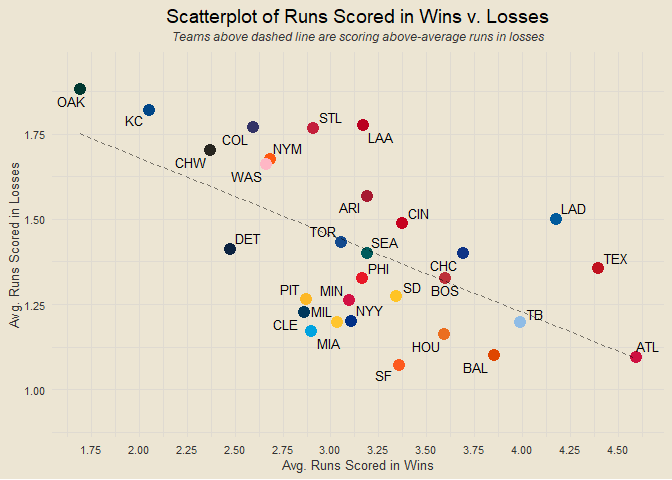 Scatterplot of Runs Scored in Wins v. Losses
Teams above dashed line are scoring above-average runs in losses
OAK
KC
STL
COL
LAA
NYM
CHW
WAS
ARI
CIN
LAD
TOR
DET
SEA
CHC
TEX
PHI
BOS
PIT
MIN
SD
MIL
NYY
TB
CLE
MIA
HOU
ATL
BAL
SF
1.75
1.50
1.25
1.00
Avg. Runs Scored in Losses
1.75 2.00 2.25 2.50 2.75 3.00 3.25 3.50 3.75 4.00 4.25 4.50
Avg. Runs Scored in Wins